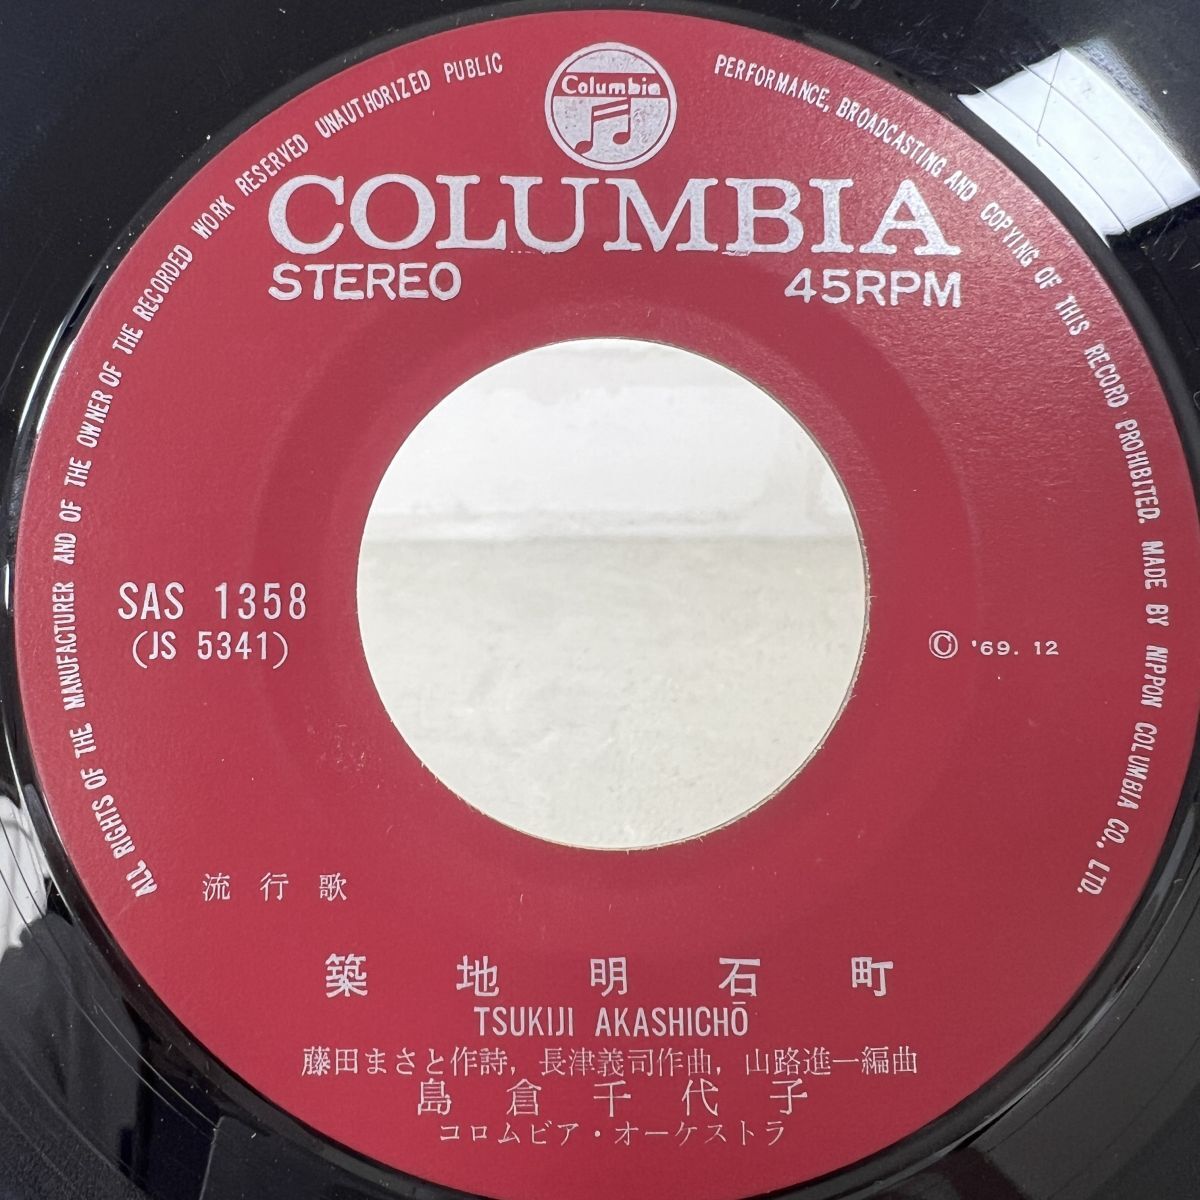 Columbia
COLUMBIA
STEREO 45RPM
ALL RIGHTS OF THE MANUFACTURER AND OF THE OWNER OF THE RECORDED WORK RESERVED UNAUTHORIZED PUBLIC PERFORMANCE, BROADCASTING AND COPYING OF THIS RECORD PROHIBITED. MADE BY NIPPON COLUMBIA CO., LTD.
SAS 1358
(JS 5341)
© '69. 12
流行歌
築地明石町
TSUKIJI AKASHICHŌ
藤田まさと作詩, 長津義司作曲, 山路進一編曲
島倉千代子
コロムビア・オーケストラ